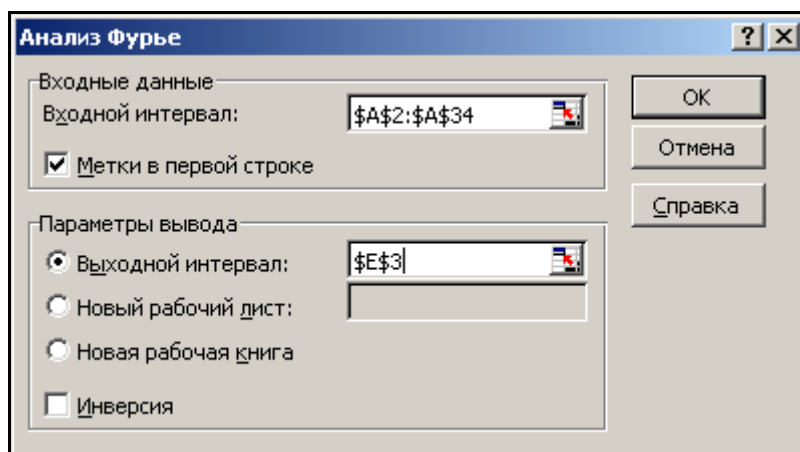 Анализ Фурье
Входные данные
Входной интервал: $A$2:$A$34
Метки в первой строке
Параметры вывода
Выходной интервал: $E$3
Новый рабочий лист:
Новая рабочая книга
Инверсия
?
OK
Отмена
Справка